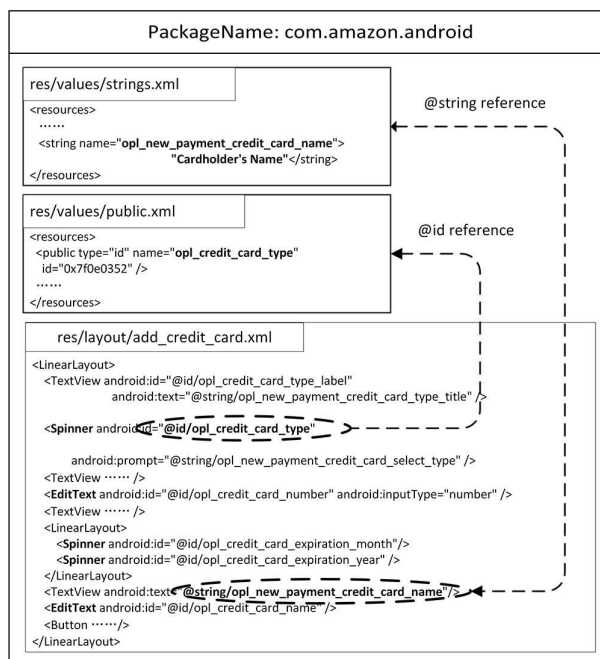 PackageName: com.amazon.android
res/values/strings.xml
<resources>
……
<string name="opl_new_payment_credit_card_name">
"Cardholder's Name"</string>
</resources>
@string reference
res/values/public.xml
<resources>
<public type="id" name="opl_credit_card_type"
id="0x7f0e0352" />
……
</resources>
@id reference
res/layout/add_credit_card.xml
<LinearLayout>
<TextView android:id="@id/opl_credit_card_type_label"
android:text="@string/opl_new_payment_credit_card_type_title" />
<Spinner android:id="@id/opl_credit_card_type"
android:prompt="@string/opl_new_payment_credit_card_select_type" />
<TextView …… />
<EditText android:id="@id/opl_credit_card_number" android:inputType="number" />
<TextView …… />
<LinearLayout>
<Spinner android:id="@id/opl_credit_card_expiration_month"/>
<Spinner android:id="@id/opl_credit_card_expiration_year" />
</LinearLayout>
<TextView android:text="@string/opl_new_payment_credit_card_name"/>
<EditText android:id="@id/opl_credit_card_name"/>
<Button ……/>
</LinearLayout>